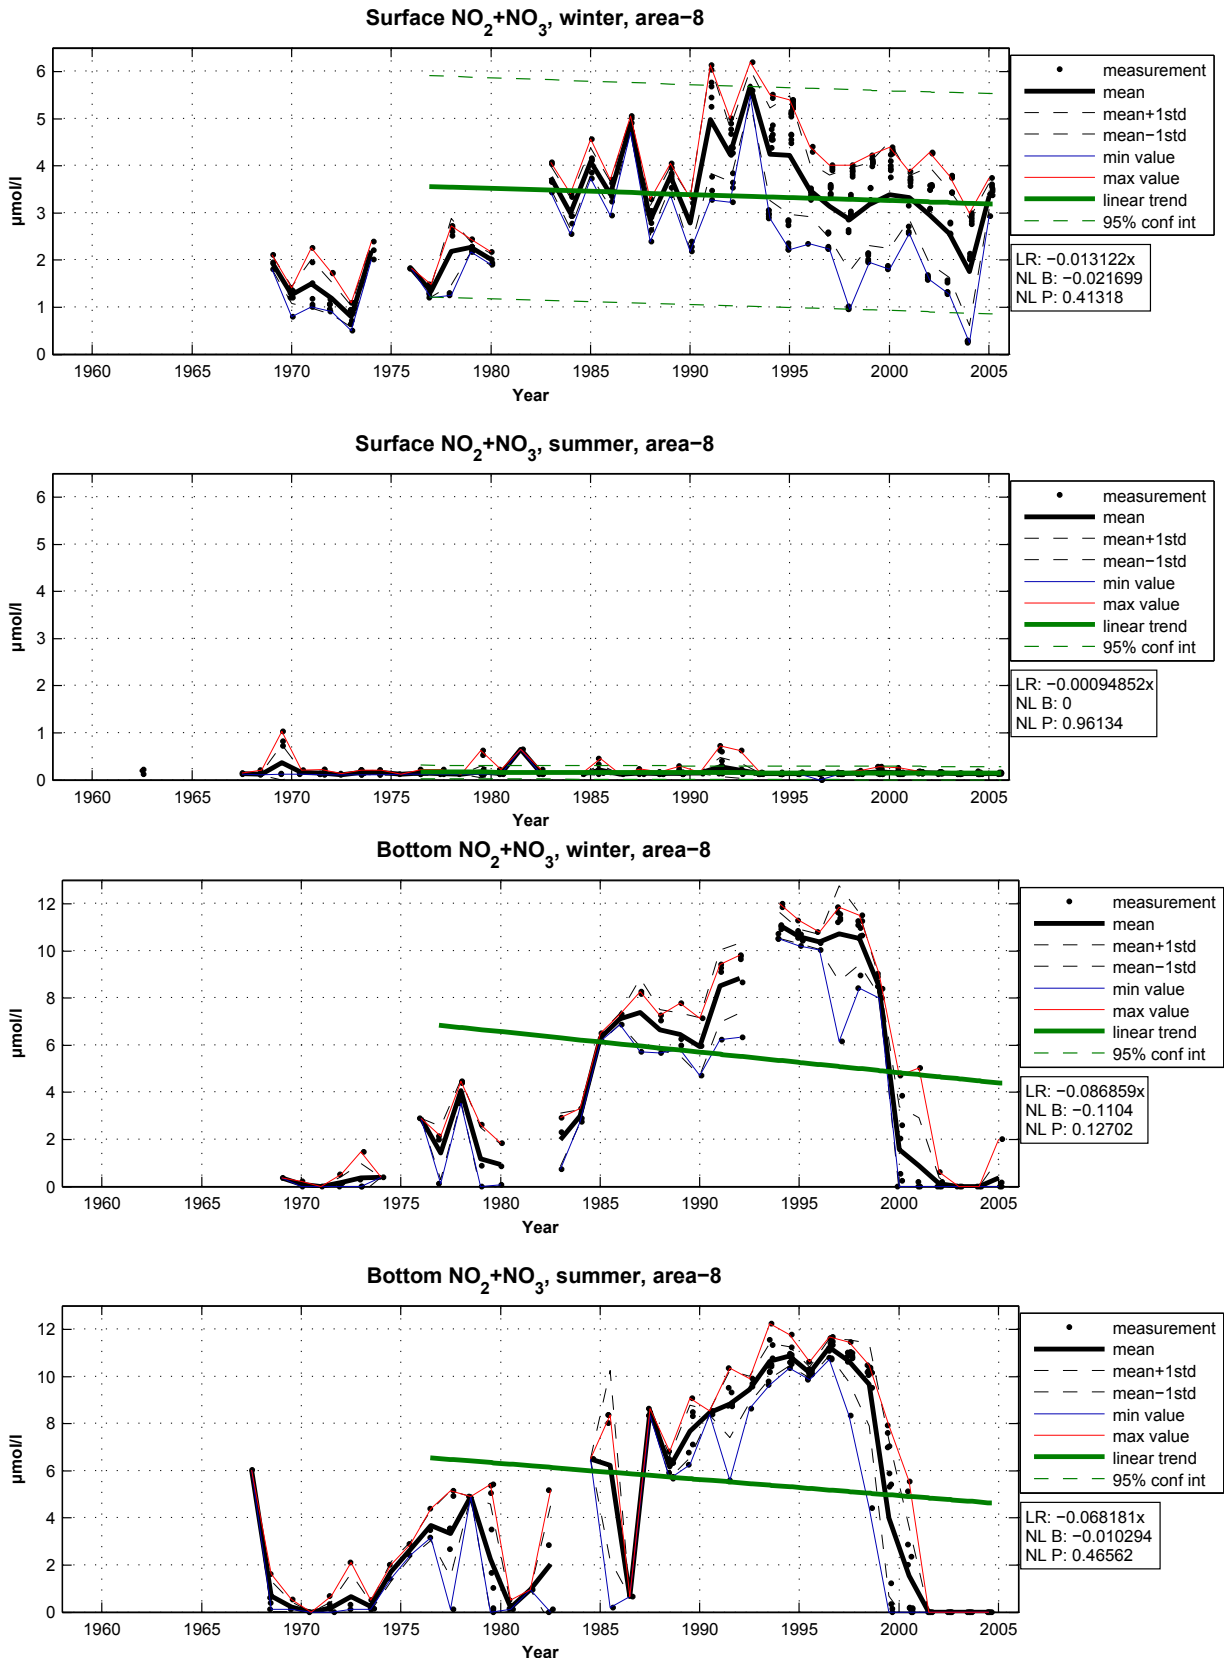 Surface NO₂+NO₃, winter, area−8
µmol/l
6
5
4
3
2
1
0
1960 1965 1970 1975 1980 1985 1990 1995 2000 2005
Year
measurement
mean
mean+1std
mean−1std
min value
max value
linear trend
95% conf int
LR: −0.013122x
NL B: −0.021699
NL P: 0.41318
Surface NO₂+NO₃, summer, area−8
µmol/l
6
5
4
3
2
1
0
1960 1965 1970 1975 1980 1985 1990 1995 2000 2005
Year
measurement
mean
mean+1std
mean−1std
min value
max value
linear trend
95% conf int
LR: −0.00094852x
NL B: 0
NL P: 0.96134
Bottom NO₂+NO₃, winter, area−8
µmol/l
12
10
8
6
4
2
0
1960 1965 1970 1975 1980 1985 1990 1995 2000 2005
Year
measurement
mean
mean+1std
mean−1std
min value
max value
linear trend
95% conf int
LR: −0.086859x
NL B: −0.1104
NL P: 0.12702
Bottom NO₂+NO₃, summer, area−8
µmol/l
12
10
8
6
4
2
0
1960 1965 1970 1975 1980 1985 1990 1995 2000 2005
Year
measurement
mean
mean+1std
mean−1std
min value
max value
linear trend
95% conf int
LR: −0.068181x
NL B: −0.010294
NL P: 0.46562